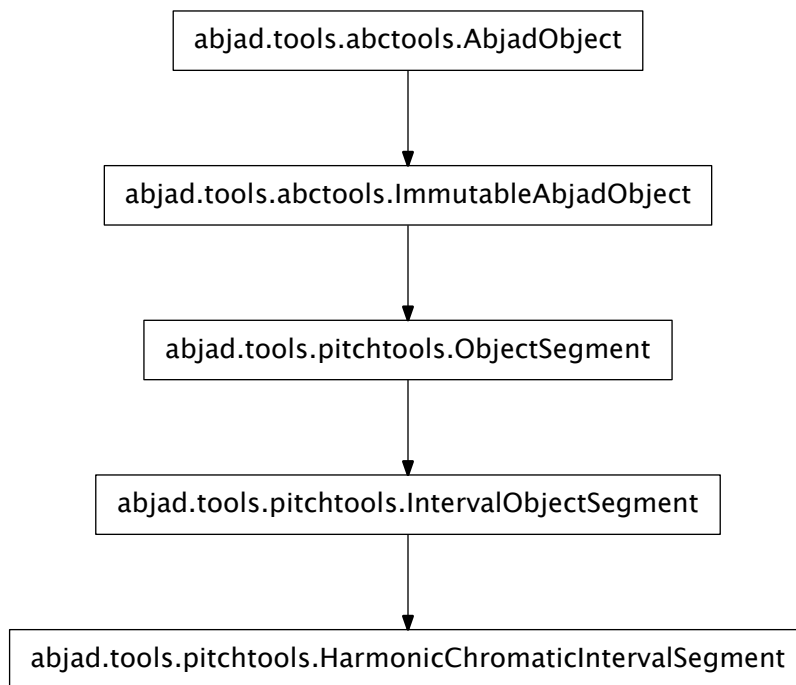 abjad.tools.abctools.AbjadObject
abjad.tools.abctools.ImmutableAbjadObject
abjad.tools.pitchtools.ObjectSegment
abjad.tools.pitchtools.IntervalObjectSegment
abjad.tools.pitchtools.HarmonicChromaticIntervalSegment